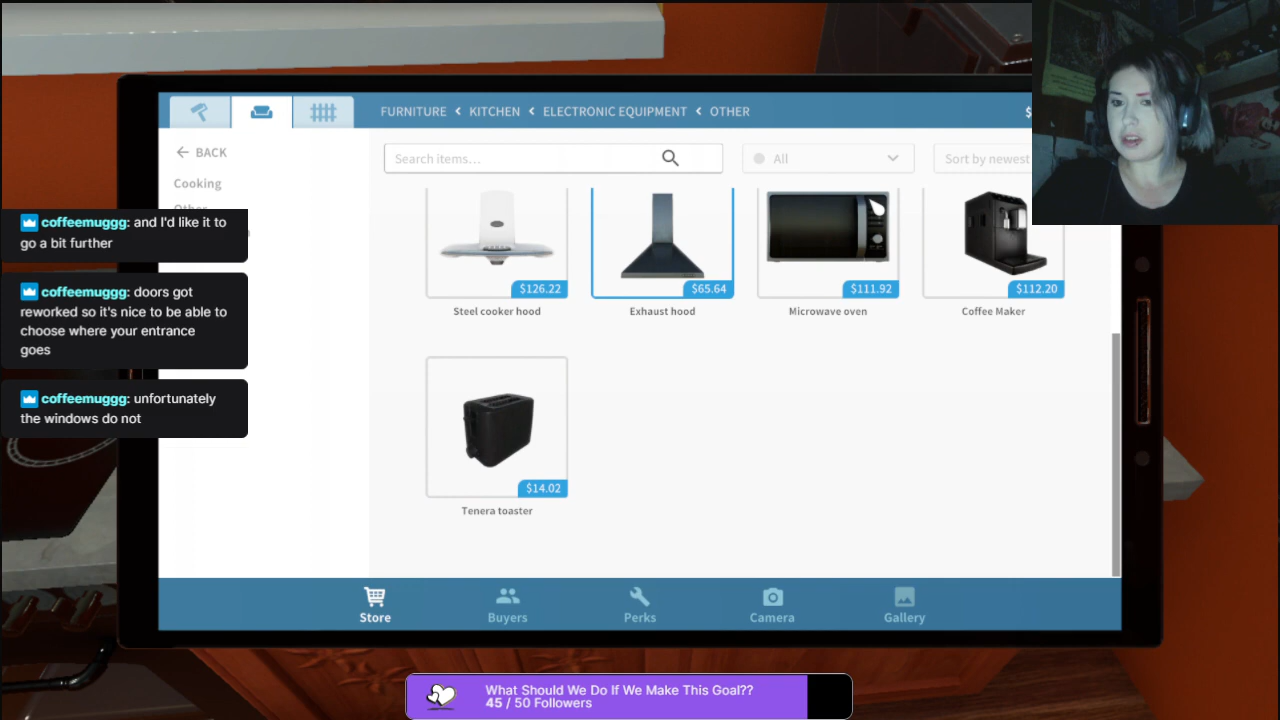 FURNITURE < KITCHEN < ELECTRONIC EQUIPMENT < OTHER
$
BACK
Search items...
All
Sort by newest
Cooking
Other
coffeemuggg: and I'd like it to
go a bit further
coffeemuggg: doors got
reworked so it's nice to be able to
choose where your entrance
goes
coffeemuggg: unfortunately
the windows do not
$126.22
$65.64
$111.92
$112.20
Steel cooker hood
Exhaust hood
Microwave oven
Coffee Maker
$14.02
Tenera toaster
Store
Buyers
Perks
Camera
Gallery
What Should We Do If We Make This Goal??
45 / 50 Followers